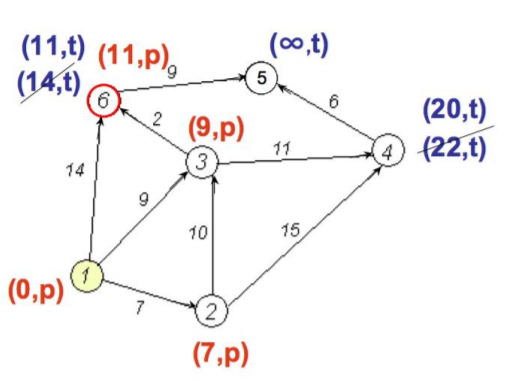 (11,t)
(11,p)
(14,t)
(∞,t)
9
5
6
6
2
(20,t)
(9,p)
(22,t)
3
11
4
14
9
10
15
1
(0,p)
7
2
(7,p)